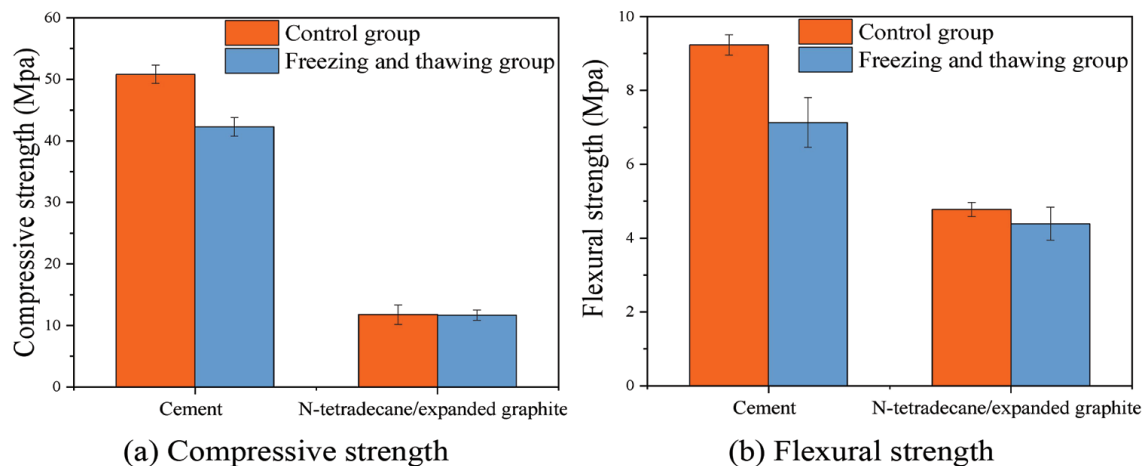 60
50
40
30
20
10
0
Compressive strength (Mpa)
Control group
Freezing and thawing group
Cement
N-tetradecane/expanded graphite
(a) Compressive strength
10
8
6
4
2
0
Flexural strength (Mpa)
Control group
Freezing and thawing group
Cement
N-tetradecane/expanded graphite
(b) Flexural strength